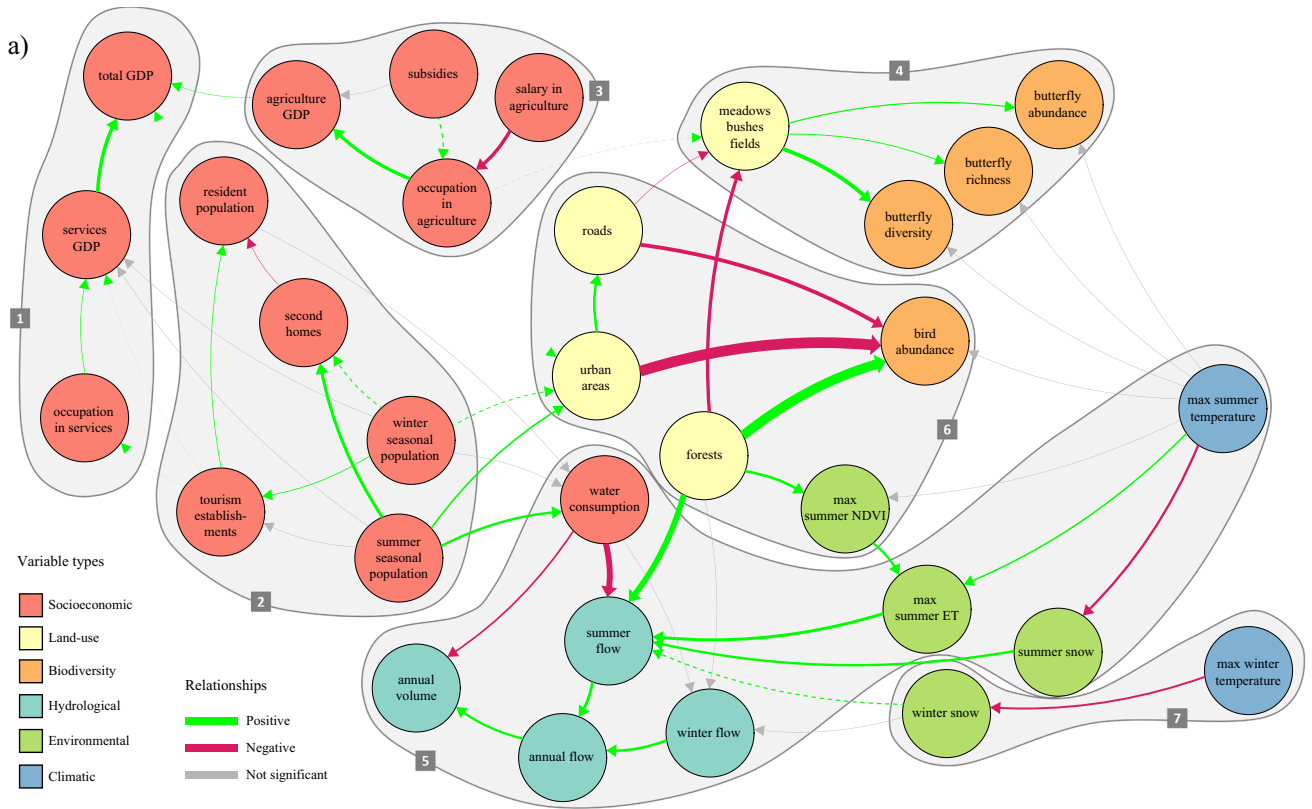 a)
total GDP
subsidies
agriculture
GDP
salary in
agriculture
3
4
meadows
bushes
fields
butterfly
abundance
butterfly
richness
butterfly
diversity
occupation
in
agriculture
resident
population
services
GDP
roads
1
second
homes
bird
abundance
urban
areas
occupation
in services
winter
seasonal
population
max summer
temperature
6
forests
tourism
establish-
ments
water
consumption
max
summer NDVI
summer
seasonal
population
2
Variable types
Socioeconomic
Land-use
Biodiversity
Hydrological
Environmental
Climatic
Relationships
Positive
Negative
Not significant
max
summer ET
summer
flow
summer snow
max winter
temperature
annual
volume
winter snow
7
winter flow
annual flow
5